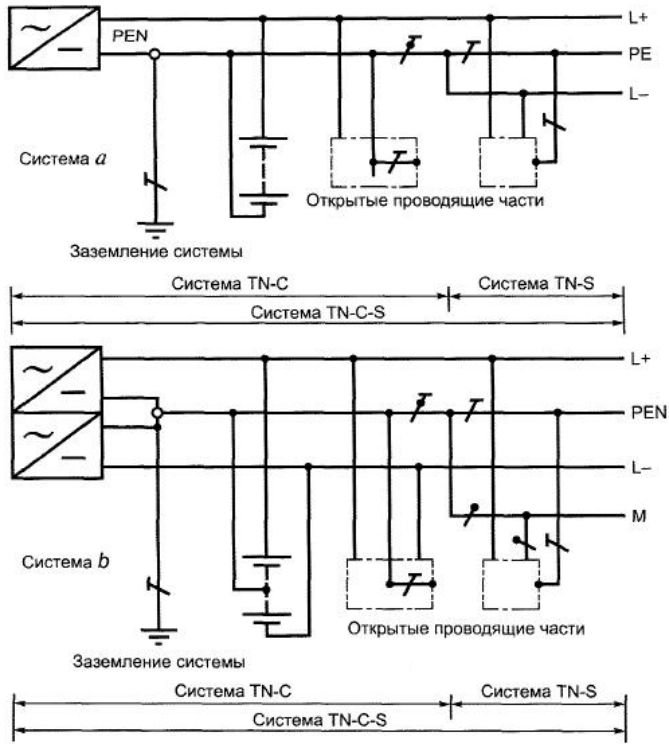 L+
PEN
PE
L–
Система a
Открытые проводящие части
Заземление системы
Система TN-C
Система TN-S
Система TN-C-S
L+
PEN
L–
M
Система b
Открытые проводящие части
Заземление системы
Система TN-C
Система TN-S
Система TN-C-S